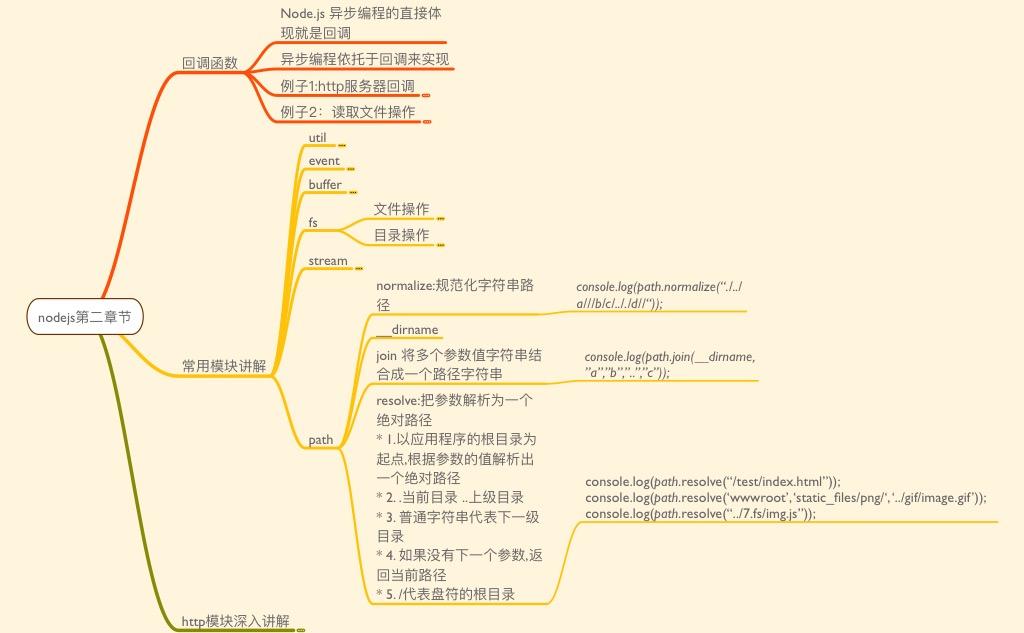 Node.js 异步编程的直接体
现就是回调
回调函数
异步编程依托于回调来实现
例子1:http服务器回调
例子2：读取文件操作
util
event
buffer
文件操作
fs
目录操作
stream
normalize:规范化字符串路
径
console.log(path.normalize(“./../
a///b/c/.././d//“));
nodejs第二章节
__dirname
常用模块讲解
join 将多个参数值字符串结
合成一个路径字符串
console.log(path.join(__dirname,
”a”,”b”,”..”,”c”));
path
resolve:把参数解析为一个
绝对路径
* 1.以应用程序的根目录为
起点,根据参数的值解析出
一个绝对路径
* 2. .当前目录 ..上级目录
* 3. 普通字符串代表下一级
目录
* 4. 如果没有下一个参数,返
回当前路径
* 5. /代表盘符的根目录
console.log(path.resolve(“/test/index.html”));
console.log(path.resolve(‘wwwroot’,‘static_files/png/‘,‘../gif/image.gif’));
console.log(path.resolve(“../7.fs/img.js”));
http模块深入讲解